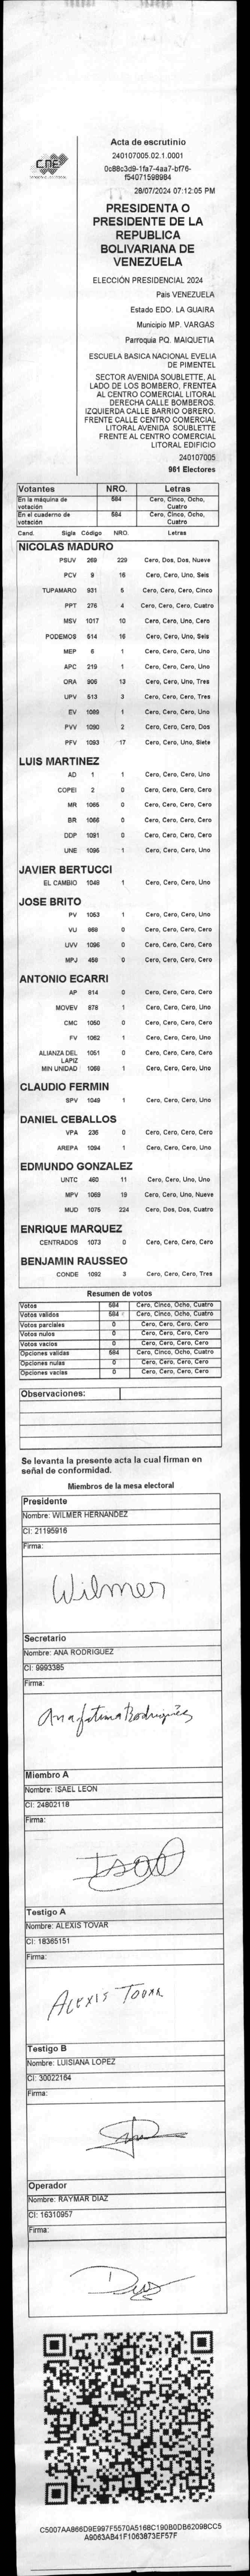 CNE
Acta de escrutinio
240107005.02.1.0001
0c88c3d9-1fa7-4aa7-bf76-
f54071598984
28/07/2024 07:12:05 PM
PRESIDENTA O
PRESIDENTE DE LA
REPUBLICA
BOLIVARIANA DE
VENEZUELA
ELECCIÓN PRESIDENCIAL 2024
Pais VENEZUELA
Estado EDO. LA GUAIRA
Municipio MP. VARGAS
Parroquia PQ. MAIQUETIA
ESCUELA BASICA NACIONAL EVELIA
DE PIMENTEL
SECTOR AVENIDA SOUBLETTE, AL
LADO DE LOS BOMBERO, FRENTEA
AL CENTRO COMERCIAL LITORAL
DERECHA CALLE BOMBEROS.
IZQUIERDA CALLE BARRIO OBRERO.
FRENTE CALLE CENTRO COMERCIAL
LITORAL AVENIDA SOUBLETTE
FRENTE AL CENTRO COMERCIAL
LITORAL EDIFICIO
240107005
961 Electores
Votantes NRO. Letras
En la máquina de votación 584 Cero, Cinco, Ocho, Cuatro
En el cuaderno de votación 584 Cero, Cinco, Ocho, Cuatro
Cand. Sigla Código NRO. Letras
NICOLAS MADURO
PSUV 269 229 Cero, Dos, Dos, Nueve
PCV 9 16 Cero, Cero, Uno, Seis
TUPAMARO 931 5 Cero, Cero, Cero, Cinco
PPT 276 4 Cero, Cero, Cero, Cuatro
MSV 1017 10 Cero, Cero, Uno, Cero
PODEMOS 514 16 Cero, Cero, Uno, Seis
MEP 6 1 Cero, Cero, Cero, Uno
APC 219 1 Cero, Cero, Cero, Uno
ORA 905 13 Cero, Cero, Uno, Tres
UPV 513 3 Cero, Cero, Cero, Tres
EV 1089 1 Cero, Cero, Cero, Uno
PVV 1090 2 Cero, Cero, Cero, Dos
PFV 1093 17 Cero, Cero, Uno, Siete
LUIS MARTINEZ
AD 1 1 Cero, Cero, Cero, Uno
COPEI 2 0 Cero, Cero, Cero, Cero
MR 1065 0 Cero, Cero, Cero, Cero
BR 1066 0 Cero, Cero, Cero, Cero
DDP 1091 0 Cero, Cero, Cero, Cero
UNE 1095 1 Cero, Cero, Cero, Uno
JAVIER BERTUCCI
EL CAMBIO 1048 1 Cero, Cero, Cero, Uno
JOSE BRITO
PV 1053 1 Cero, Cero, Cero, Uno
VU 868 0 Cero, Cero, Cero, Cero
UVV 1096 0 Cero, Cero, Cero, Cero
MPJ 458 0 Cero, Cero, Cero, Cero
ANTONIO ECARRI
AP 914 0 Cero, Cero, Cero, Cero
MOVEV 878 1 Cero, Cero, Cero, Uno
CMC 1050 0 Cero, Cero, Cero, Cero
FV 1062 1 Cero, Cero, Cero, Uno
ALIANZA DEL LAPIZ 1051 0 Cero, Cero, Cero, Cero
MIN UNIDAD 1068 1 Cero, Cero, Cero, Uno
CLAUDIO FERMIN
SPV 1049 1 Cero, Cero, Cero, Uno
DANIEL CEBALLOS
VPA 236 0 Cero, Cero, Cero, Cero
AREPA 1094 1 Cero, Cero, Cero, Uno
EDMUNDO GONZALEZ
UNTC 460 11 Cero, Cero, Uno, Uno
MPV 1069 19 Cero, Cero, Uno, Nueve
MUD 1075 224 Cero, Dos, Dos, Cuatro
ENRIQUE MARQUEZ
CENTRADOS 1073 0 Cero, Cero, Cero, Cero
BENJAMIN RAUSSEO
CONDE 1092 3 Cero, Cero, Cero, Tres
Resumen de votos
Votos 584 Cero, Cinco, Ocho, Cuatro
Votos validos 584 Cero, Cinco, Ocho, Cuatro
Votos parciales 0 Cero, Cero, Cero, Cero
Votos nulos 0 Cero, Cero, Cero, Cero
Votos vacios 0 Cero, Cero, Cero, Cero
Opciones validas 584 Cero, Cinco, Ocho, Cuatro
Opciones nulas 0 Cero, Cero, Cero, Cero
Opciones vacias 0 Cero, Cero, Cero, Cero
Observaciones:
Se levanta la presente acta la cual firman en
señal de conformidad.
Miembros de la mesa electoral
Presidente
Nombre: WILMER HERNANDEZ
CI: 21195916
Firma:
Wilmer
Secretario
Nombre: ANA RODRIGUEZ
CI: 9993385
Firma:
Ana fatima Rodriguez
Miembro A
Nombre: ISAEL LEON
CI: 24802118
Firma:
Isael
Testigo A
Nombre: ALEXIS TOVAR
CI: 18365151
Firma:
ALEXIS TOVAR
Testigo B
Nombre: LUISIANA LOPEZ
CI: 30022164
Firma:
Operador
Nombre: RAYMAR DIAZ
CI: 16310957
Firma:
C5007AA866D9E997F5570A5168C190B0DB62098CC5
A9063AB41F1063873EF57F